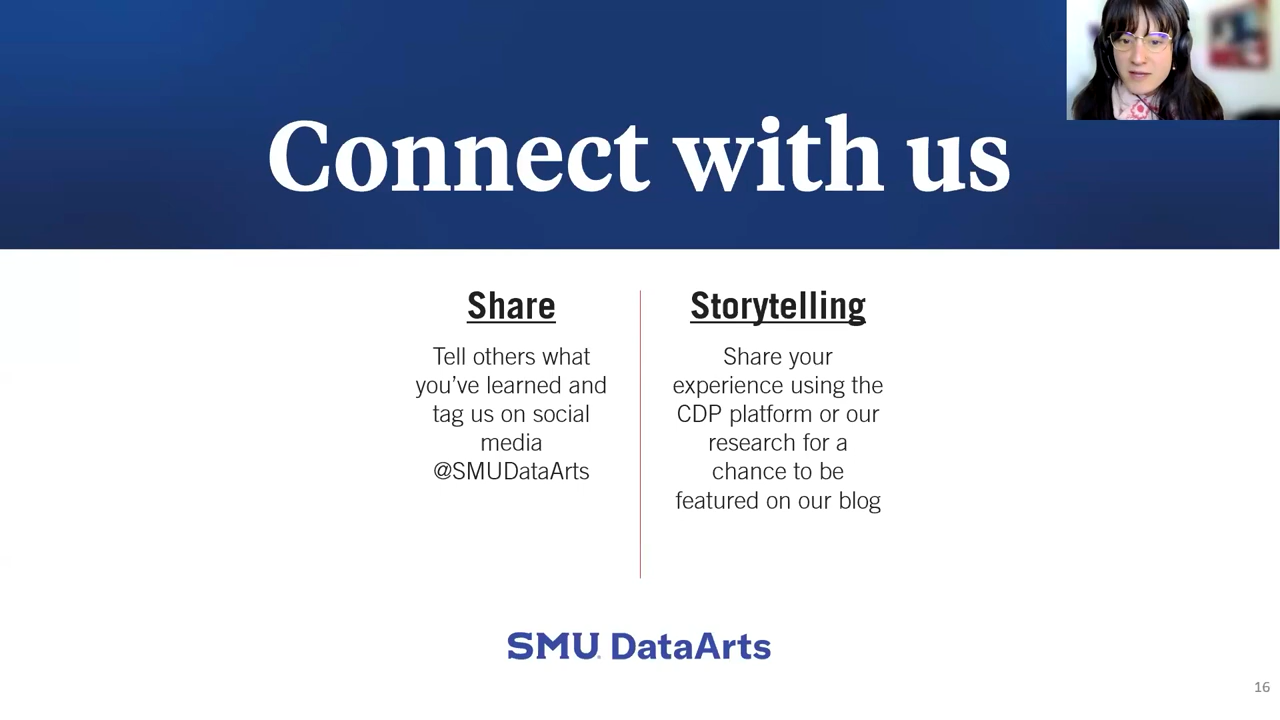 Connect with us
Share
Tell others what
you've learned and
tag us on social
media
@SMUDataArts
Storytelling
Share your
experience using the
CDP platform or our
research for a
chance to be
featured on our blog
SMU DataArts
16